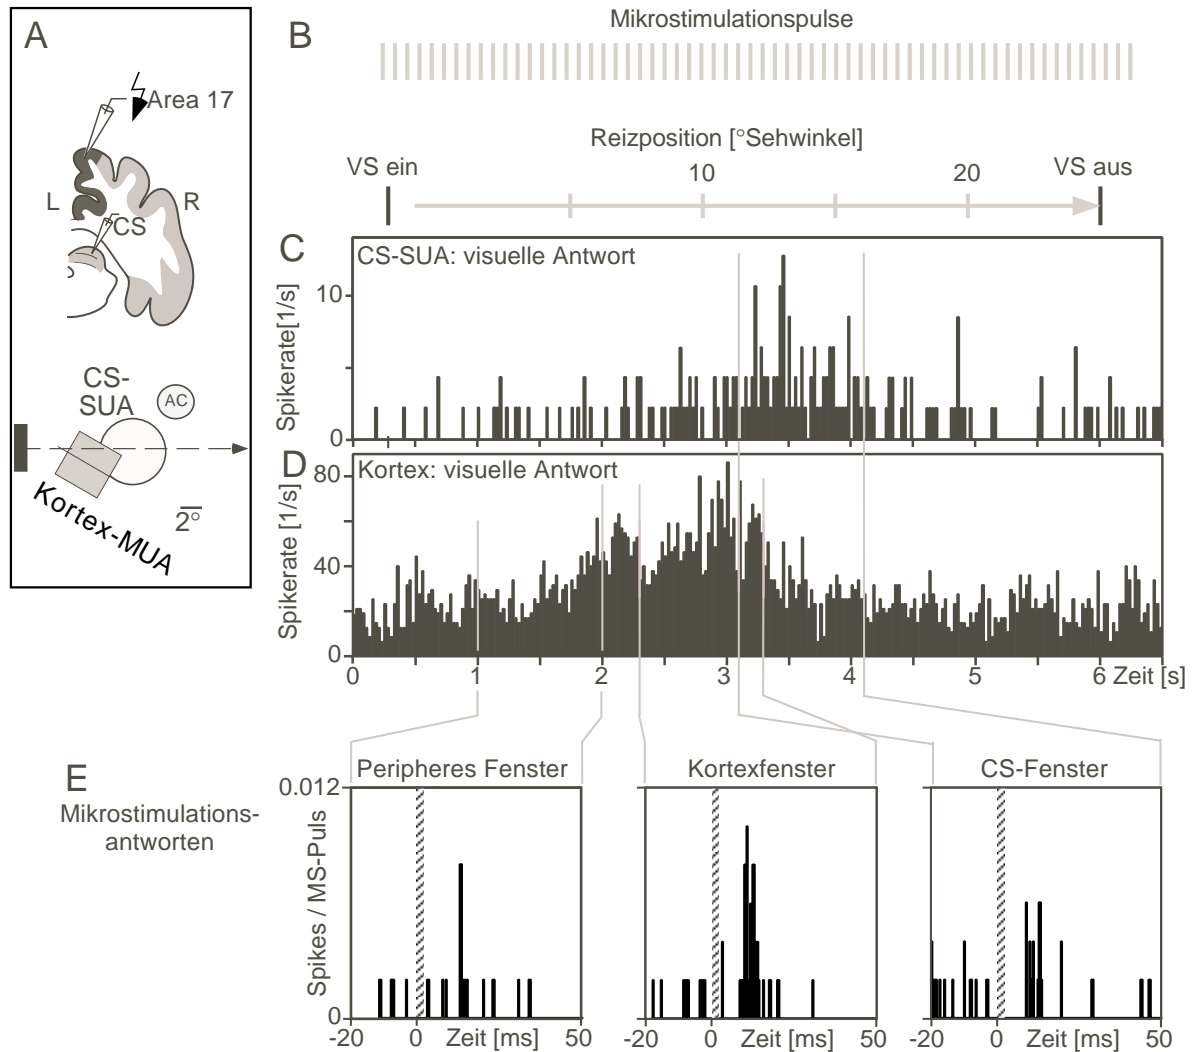 A
Area 17
L
R
CS
CS-
SUA
AC
Kortex-MUA
2°
B
Mikrostimulationspulse
Reizposition [°Sehwinkel]
VS ein
10
20
VS aus
C
CS-SUA: visuelle Antwort
Spikerate[1/s]
10
0
D
Kortex: visuelle Antwort
Spikerate [1/s]
80
40
0
0 1 2 3 4 5 6 Zeit [s]
E
Mikrostimulations-
antworten
Peripheres Fenster
Kortexfenster
CS-Fenster
0.012
Spikes / MS-Puls
0
-20 0 Zeit [ms] 50
-20 0 Zeit [ms] 50
-20 0 Zeit [ms] 50